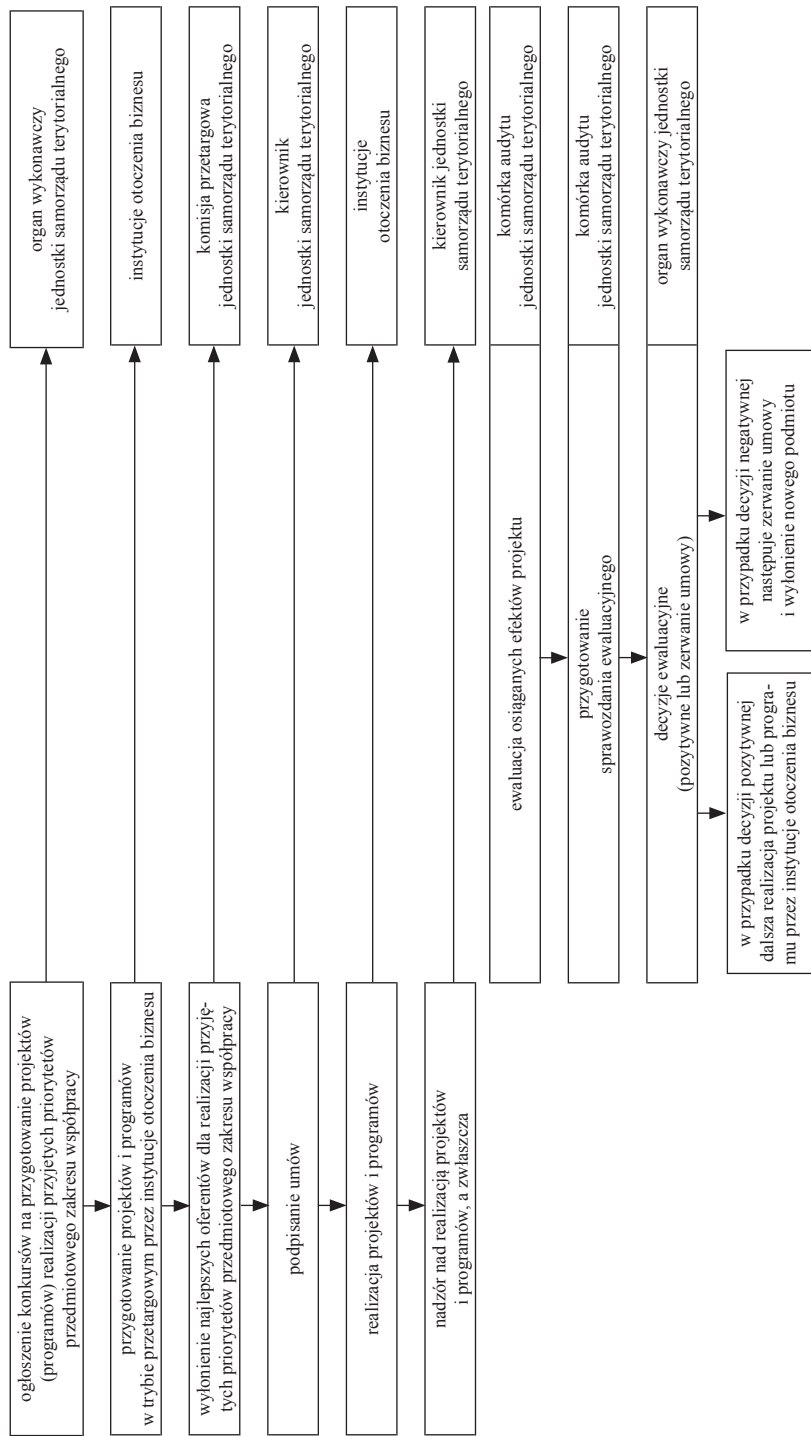 ogłoszenie konkursów na przygotowanie projektów
(programów) realizacji przyjetych priorytetów
przedmiotowego zakresu współpracy
organ wykonawczy
jednostki samorządu terytorialnego
przygotowanie projektów i programów
w trybie przetargowym przez instytucje otoczenia biznesu
instytucje otoczenia biznesu
wyłonienie najlepszych oferentów dla realizacji przyję-
tych priorytetów przedmiotowego zakresu współpracy
komisja przetargowa
jednostki samorządu terytorialnego
podpisanie umów
kierownik
jednostki samorządu terytorialnego
realizacja projektów i programów
instytucje
otoczenia biznesu
nadzór nad realizacją projektów
i programów, a zwłaszcza
kierownik jednostki
samorządu terytorialnego
ewaluacja osiąganych efektów projektu
komórka audytu
jednostki samorządu terytorialnego
przygotowanie
sprawozdania ewaluacyjnego
komórka audytu
jednostki samorządu terytorialnego
decyzje ewaluacyjne
(pozytywne lub zerwanie umowy)
organ wykonawczy jednostki
samorządu terytorialnego
w przypadku decyzji pozytywnej
dalsza realizacja projektu lub progra-
mu przez instytucje otoczenia biznesu
w przypadku decyzji negatywnej
następuje zerwanie umowy
i wyłonienie nowego podmiotu